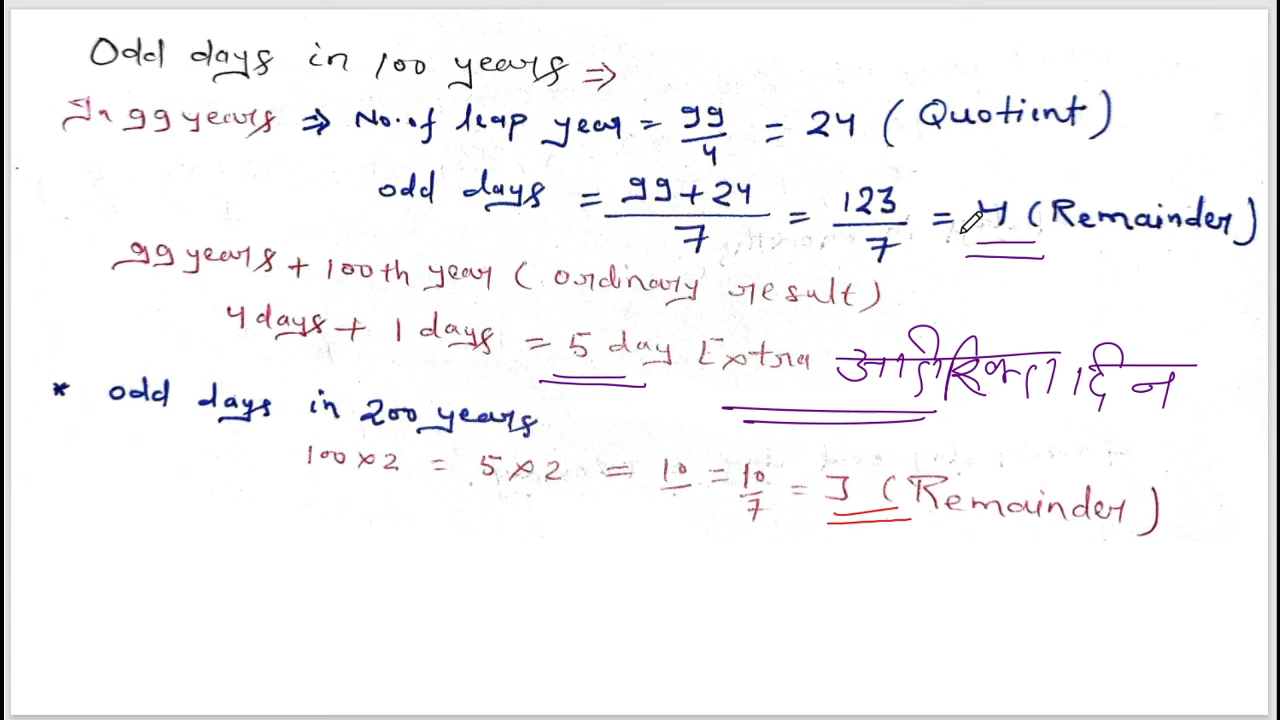 Odd days in 100 years ⇒
In 99 years ⇒ No. of leap year = 99/4 = 24 (Quotient)
odd days = 99+24/7 = 123/7 = 4 (Remainder)
99 years + 100th year (ordinary result)
4 days + 1 days = 5 day Extra अतिरिक्त दिन
* odd days in 200 years
100 × 2 = 5 × 2 = 10 = 10/7 = 3 (Remainder)